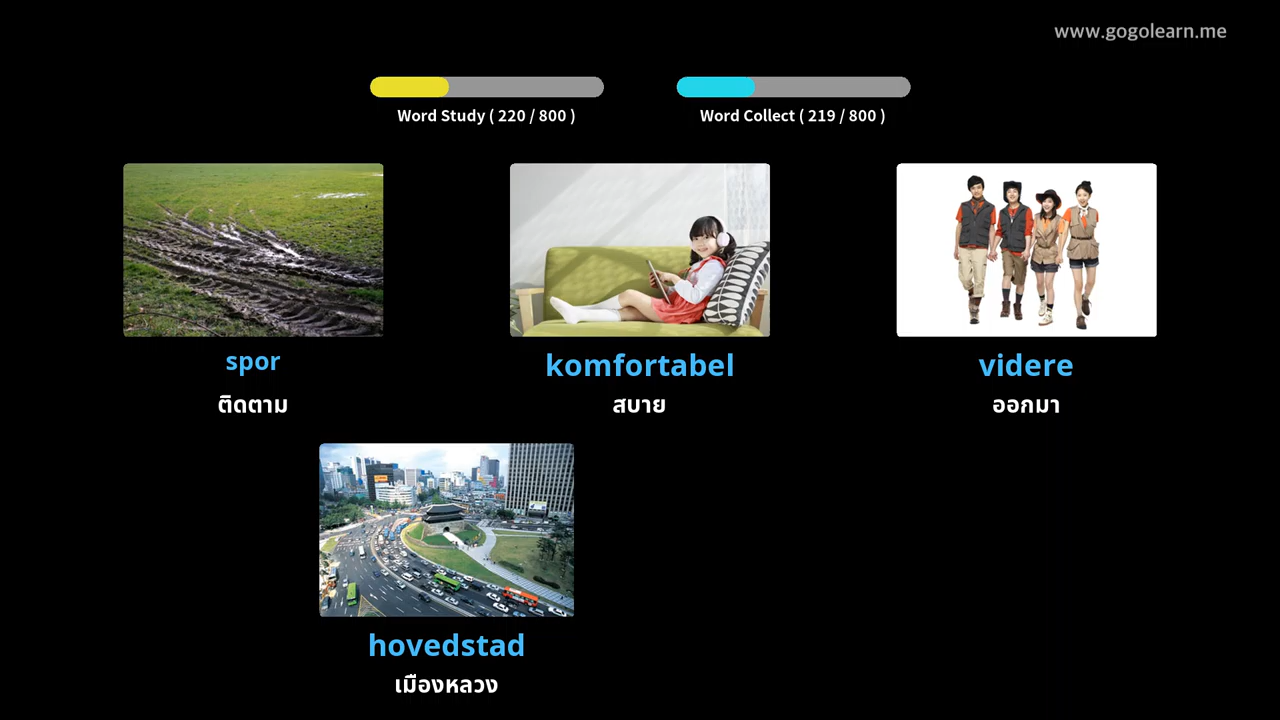 www.gogolearn.me
Word Study ( 220 / 800 )
Word Collect ( 219 / 800 )
spor
ติดตาม
komfortabel
สบาย
videre
ออกมา
hovedstad
เมืองหลวง